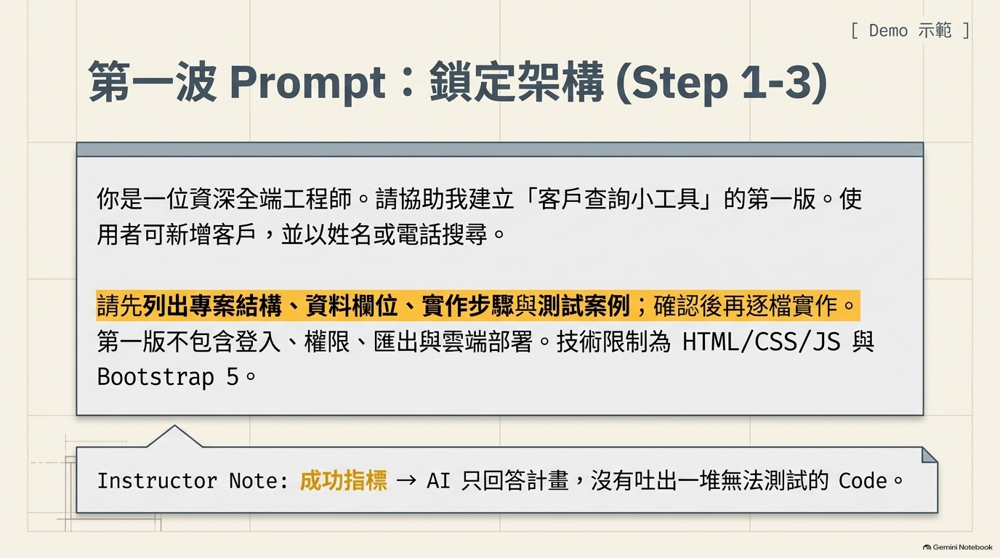 [ Demo 示範 ]
第一波 Prompt：鎖定架構 (Step 1-3)
你是一位資深全端工程師。請協助我建立「客戶查詢小工具」的第一版。使
用者可新增客戶，並以姓名或電話搜尋。
請先列出專案結構、資料欄位、實作步驟與測試案例；確認後再逐檔實作。
第一版不包含登入、權限、匯出與雲端部署。技術限制為 HTML/CSS/JS 與
Bootstrap 5。
Instructor Note: 成功指標 → AI 只回答計畫，沒有吐出一堆無法測試的 Code。
Gemini Notebook